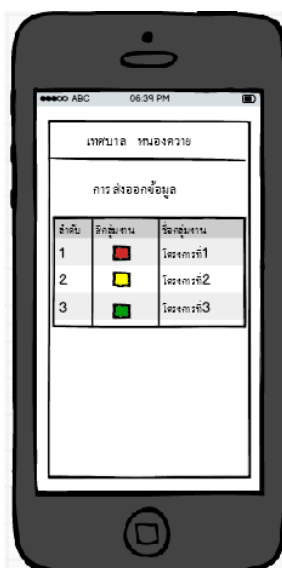 ABC 06:39 PM
เทศบาล หนองควาย
การส่งออกข้อมูล
ลำดับ สีกลุ่มงาน ชื่อกลุ่มงาน
1 โครงการที่1
2 โครงการที่2
3 โครงการที่3